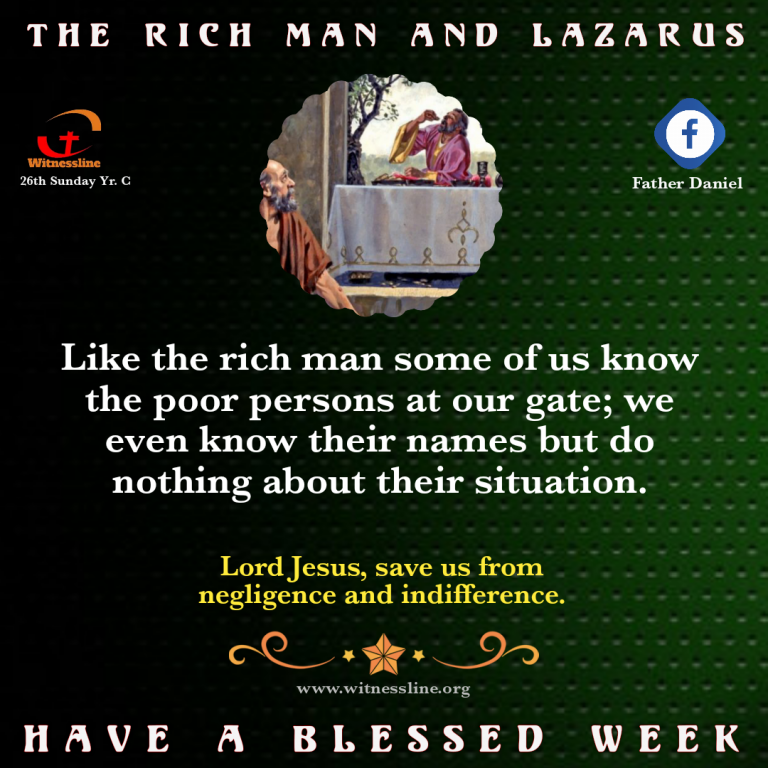 THE RICH MAN AND LAZARUS
Witnessline
26th Sunday Yr. C
f
Father Daniel
Like the rich man some of us know
the poor persons at our gate; we
even know their names but do
nothing about their situation.
Lord Jesus, save us from
negligence and indifference.
www.witnessline.org
HAVE A BLESSED WEEK